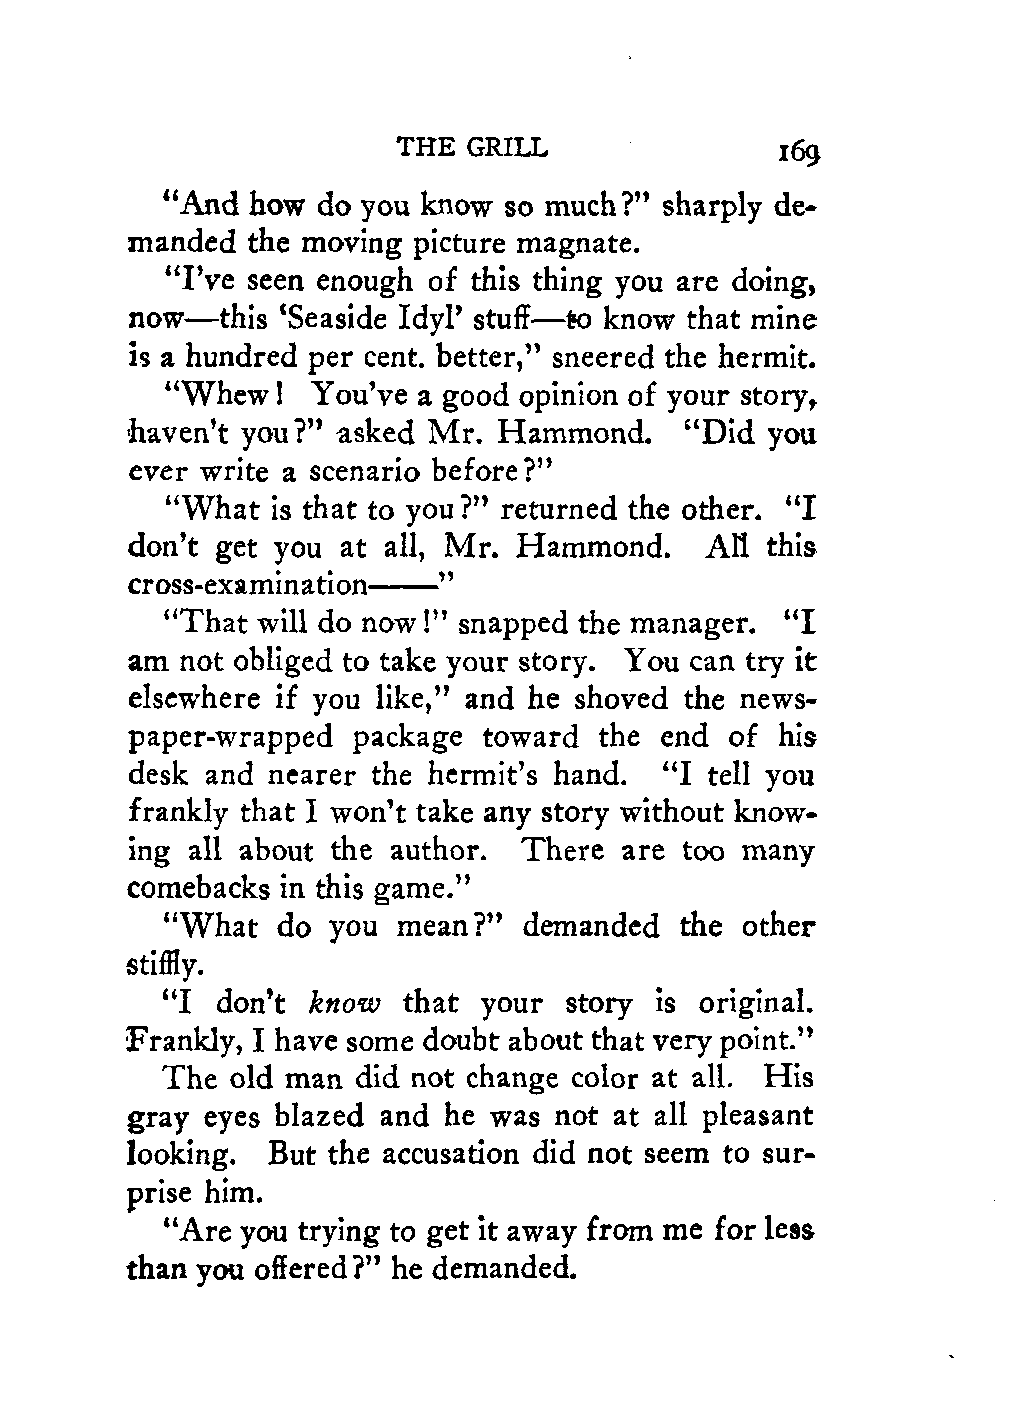 THE GRILL 169
“And how do you know so much?” sharply de-
manded the moving picture magnate.
“I’ve seen enough of this thing you are doing,
now—this ‘Seaside Idyl’ stuff—to know that mine
is a hundred per cent. better,” sneered the hermit.
“Whew! You’ve a good opinion of your story,
haven’t you?” asked Mr. Hammond. “Did you
ever write a scenario before?”
“What is that to you?” returned the other. “I
don’t get you at all, Mr. Hammond. All this
cross-examination——”
“That will do now!” snapped the manager. “I
am not obliged to take your story. You can try it
elsewhere if you like,” and he shoved the news-
paper-wrapped package toward the end of his
desk and nearer the hermit’s hand. “I tell you
frankly that I won’t take any story without know-
ing all about the author. There are too many
comebacks in this game.”
“What do you mean?” demanded the other
stiffly.
“I don’t know that your story is original.
Frankly, I have some doubt about that very point.”
The old man did not change color at all. His
gray eyes blazed and he was not at all pleasant
looking. But the accusation did not seem to sur-
prise him.
“Are you trying to get it away from me for less
than you offered?” he demanded.